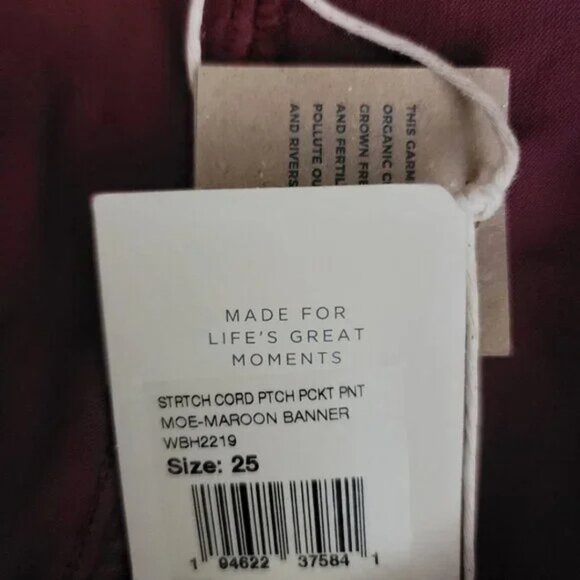 THIS GARM
ORGANIC C
GROWN FRE
AND FERTIL
POLLUTE OU
AND RIVERS
MADE FOR
LIFE'S GREAT
MOMENTS
STRTCH CORD PTCH PCKT PNT
MOE-MAROON BANNER
WBH2219
Size: 25
1 94622 37584 1